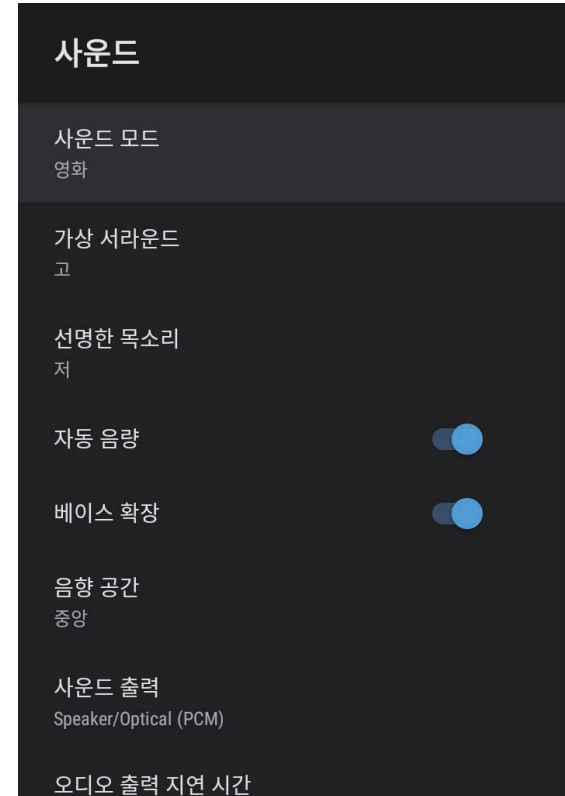 사운드
사운드 모드
영화
가상 서라운드
고
선명한 목소리
저
자동 음량
베이스 확장
음향 공간
중앙
사운드 출력
Speaker/Optical (PCM)
오디오 출력 지연 시간